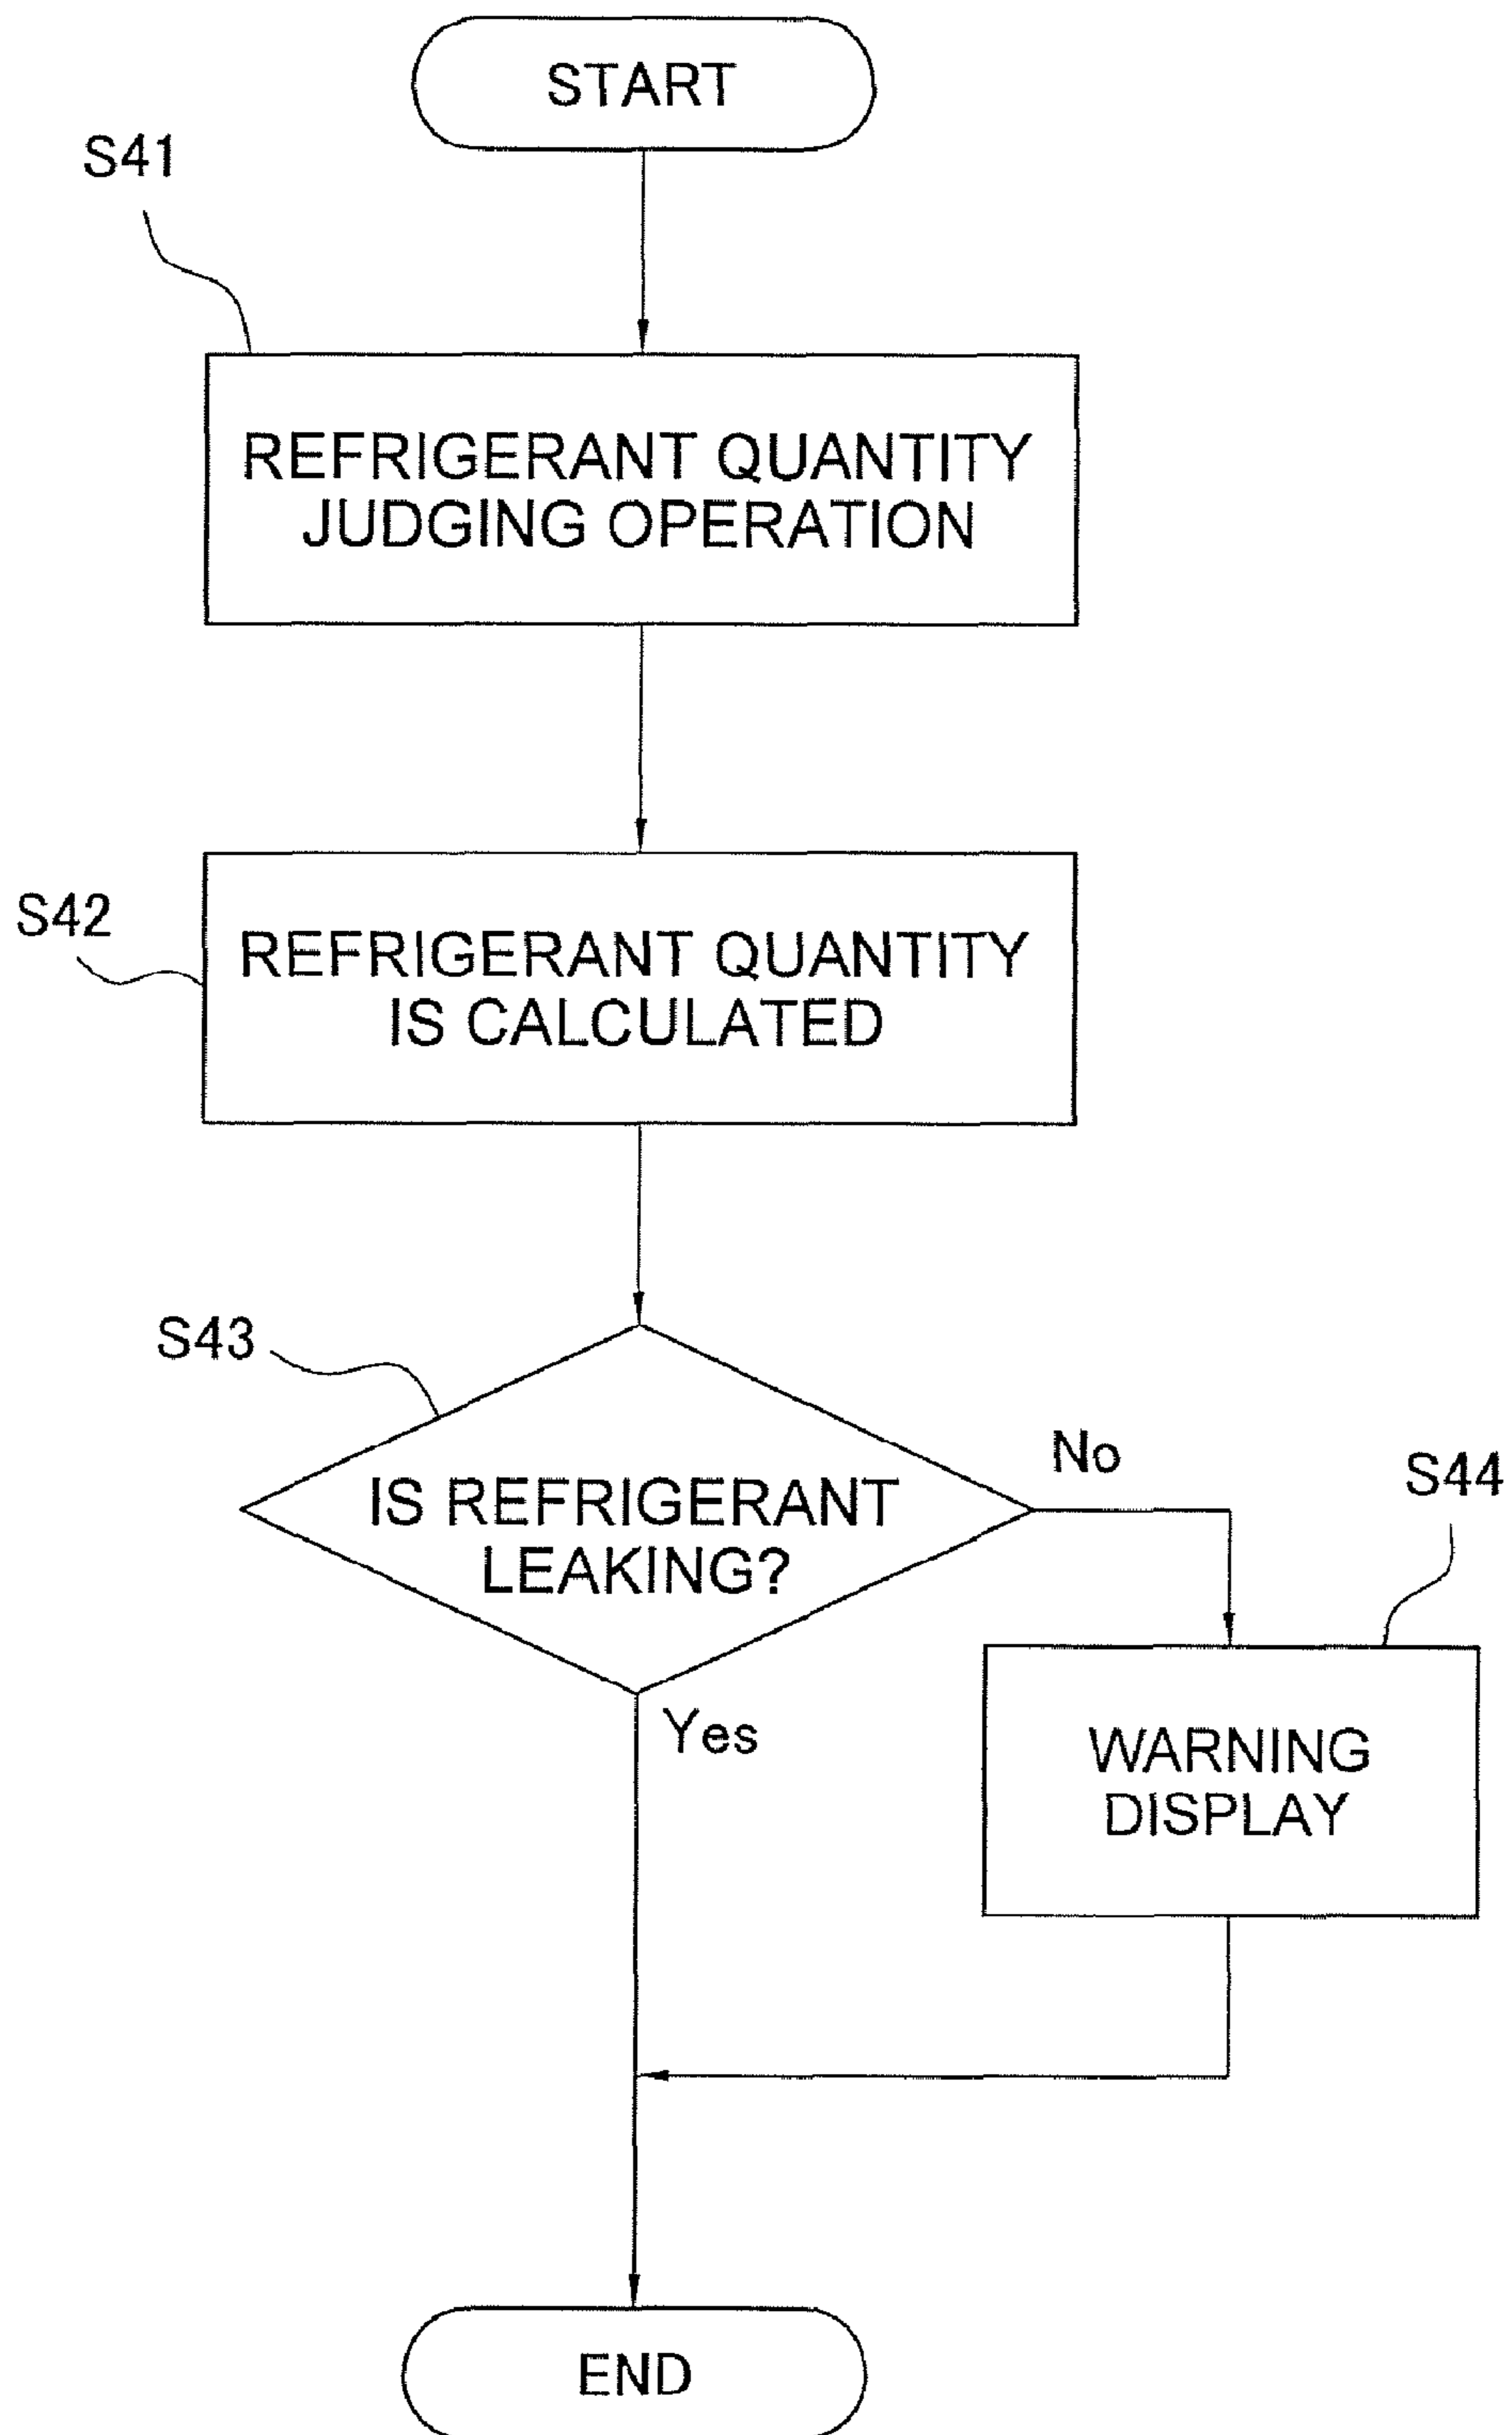 START
S41
REFRIGERANT QUANTITY
JUDGING OPERATION
S42
REFRIGERANT QUANTITY
IS CALCULATED
S43
IS REFRIGERANT
LEAKING?
No
S44
Yes
WARNING
DISPLAY
END